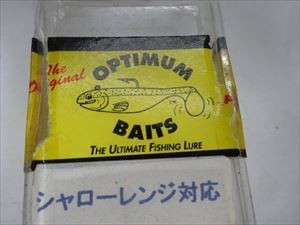 The Original
OPTIMUM
BAITS
THE ULTIMATE FISHING LURE
シャローレンジ対応